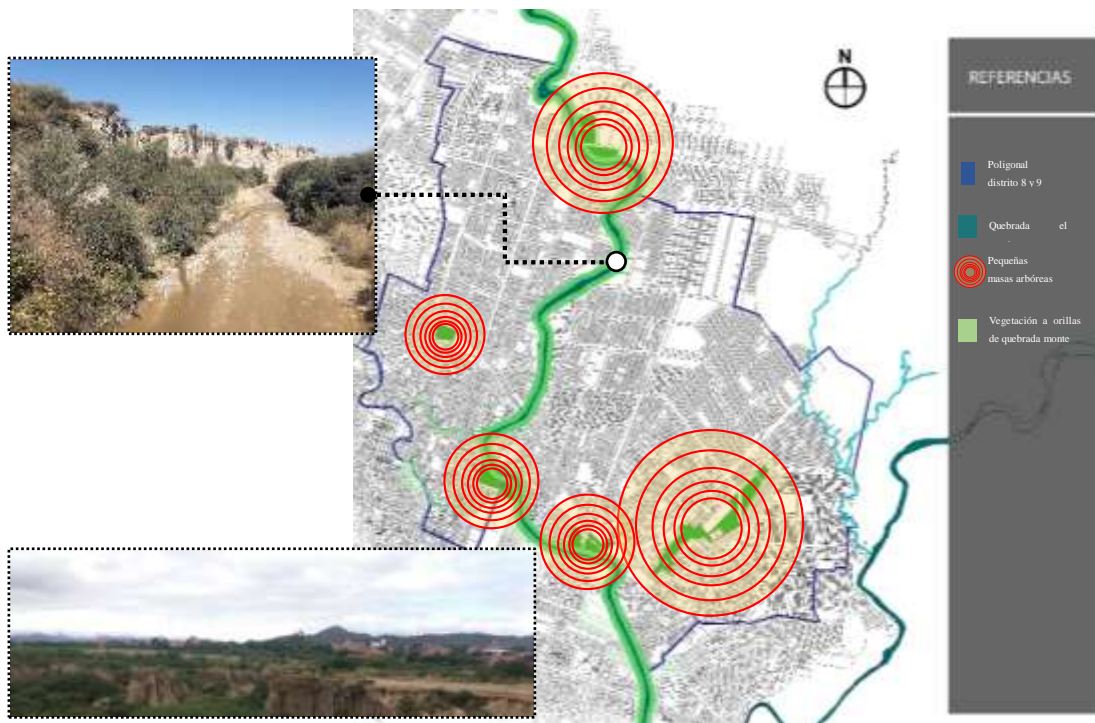 N
REFERENCIAS
Poligonal
distrito 8 y 9
Quebrada el
Pequeñas
masas arbóreas
Vegetación a orillas
de quebrada monte